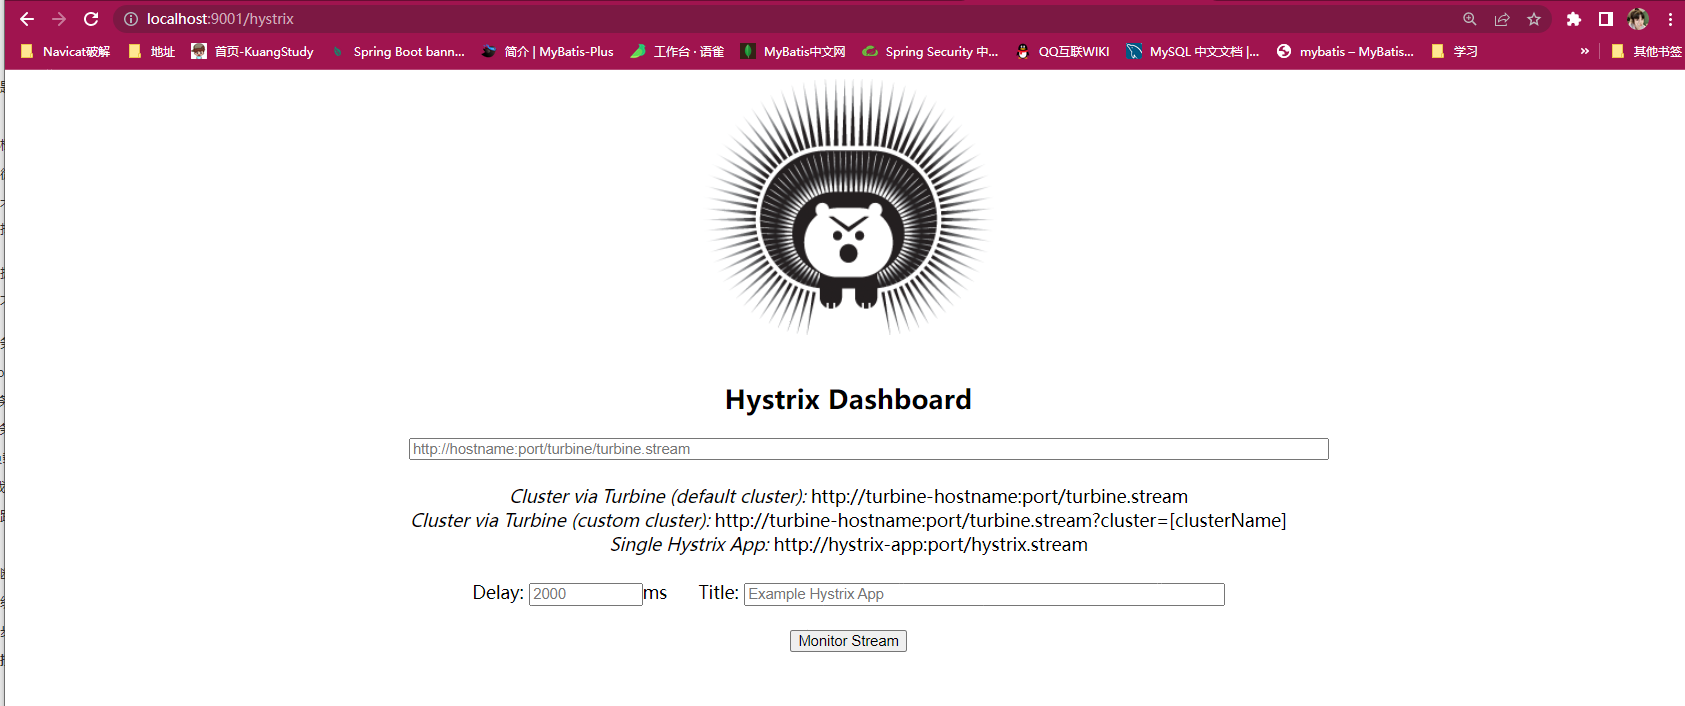 localhost:9001/hystrix
Navicat破解 地址 首页-KuangStudy Spring Boot bann... 简介 | MyBatis-Plus 工作台 · 语雀 MyBatis中文网 Spring Security 中... QQ互联WIKI MySQL 中文文档 |... mybatis – MyBatis... 学习 » 其他书签
Hystrix Dashboard
http://hostname:port/turbine/turbine.stream
Cluster via Turbine (default cluster): http://turbine-hostname:port/turbine.stream
Cluster via Turbine (custom cluster): http://turbine-hostname:port/turbine.stream?cluster=[clusterName]
Single Hystrix App: http://hystrix-app:port/hystrix.stream
Delay: 2000 ms Title: Example Hystrix App
Monitor Stream